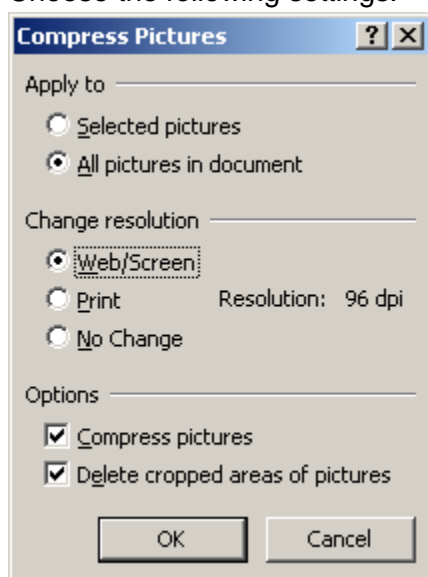 Choose the following settings:
Compress Pictures
Apply to
Selected pictures
All pictures in document
Change resolution
Web/Screen
Print Resolution: 96 dpi
No Change
Options
Compress pictures
Delete cropped areas of pictures
OK Cancel